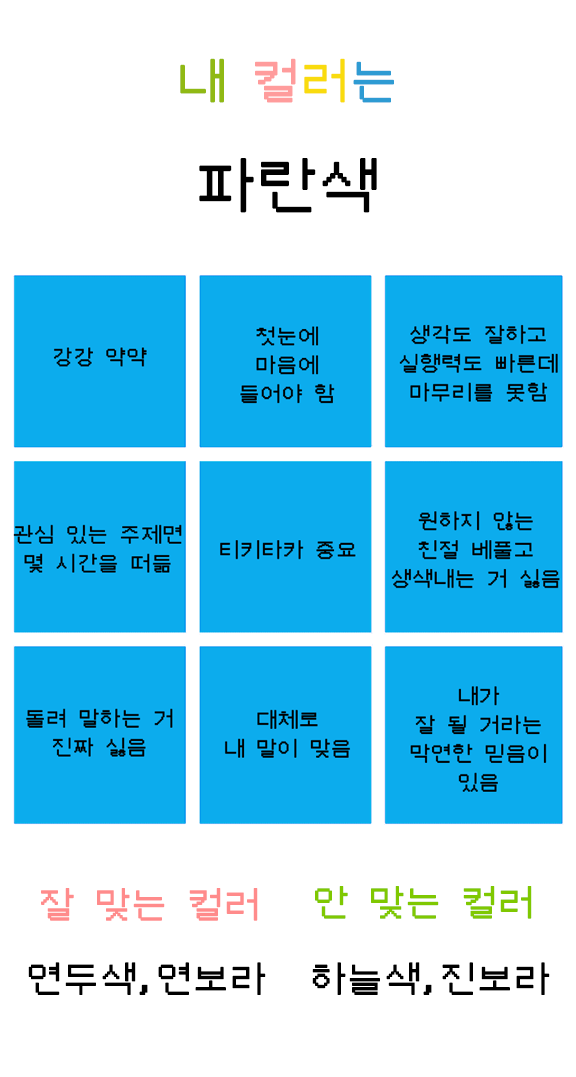 내 컬러는
파란색
강강 약약
첫눈에
마음에
들어야 함
생각도 잘하고
실행력도 빠른데
마무리를 못함
관심 있는 주제면
몇 시간을 떠듦
티키타카 중요
원하지 않는
친절 베풀고
생색내는 거 싫음
돌려 말하는 거
진짜 싫음
대체로
내 말이 맞음
내가
잘 될 거라는
막연한 믿음이
있음
잘 맞는 컬러
안 맞는 컬러
연두색, 연보라
하늘색, 진보라